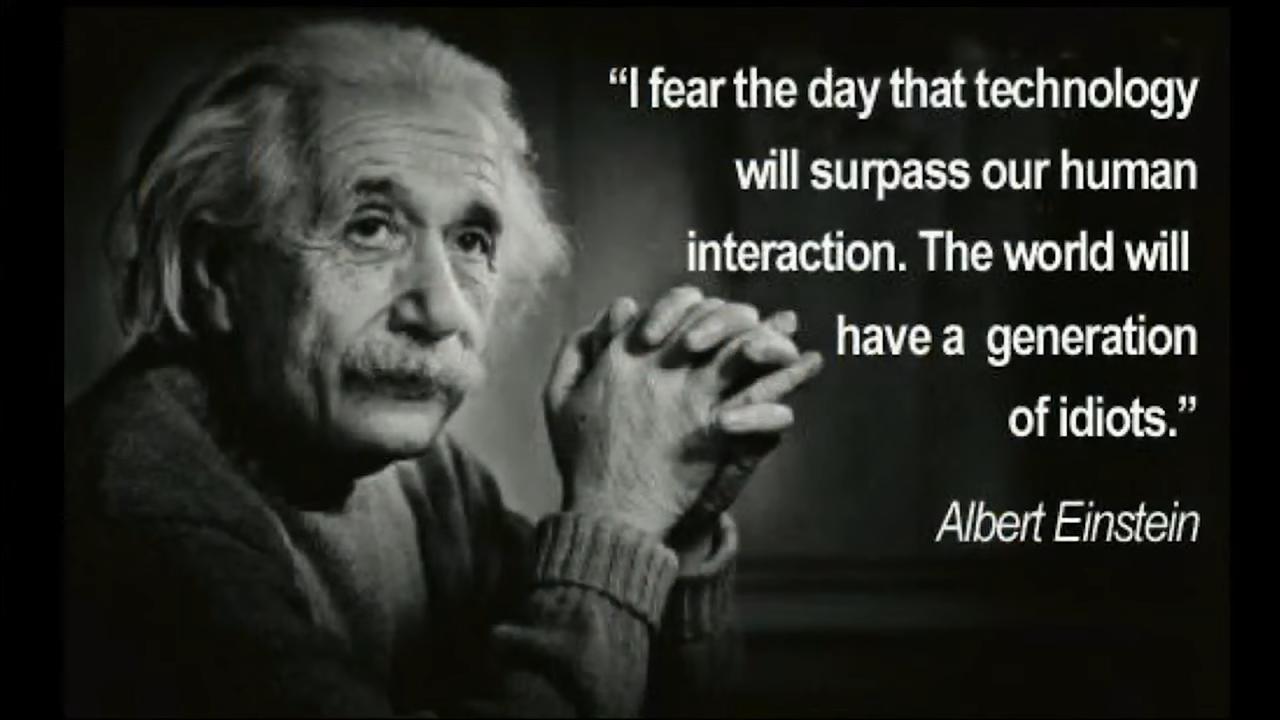 “I fear the day that technology
will surpass our human
interaction. The world will
have a generation
of idiots.”
Albert Einstein